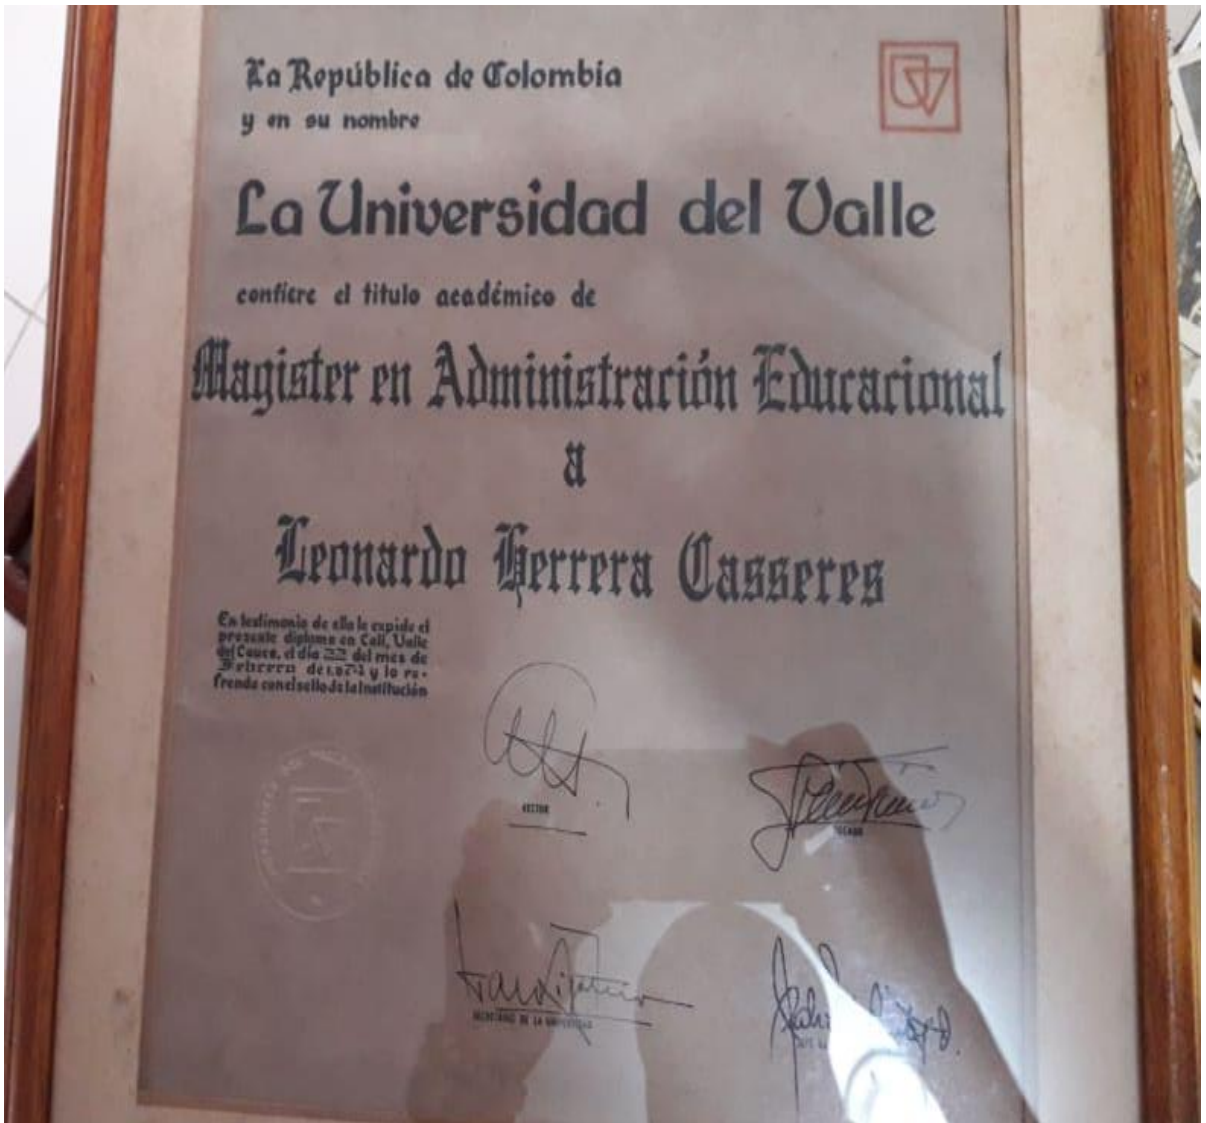 La República de Colombia
y en su nombre
La Universidad del Valle
confiere el titulo académico de
Magister en Administración Educacional
a
Leonardo Herrera Casseres
En testimonio de ello le expide el
presente diploma en Cali, Valle
del Cauca, el día 22 del mes de
Febrero de 1.974 y lo re-
frenda con el sello de la Institución
RECTOR
DECANO
SECRETARIO DE LA UNIVERSIDAD